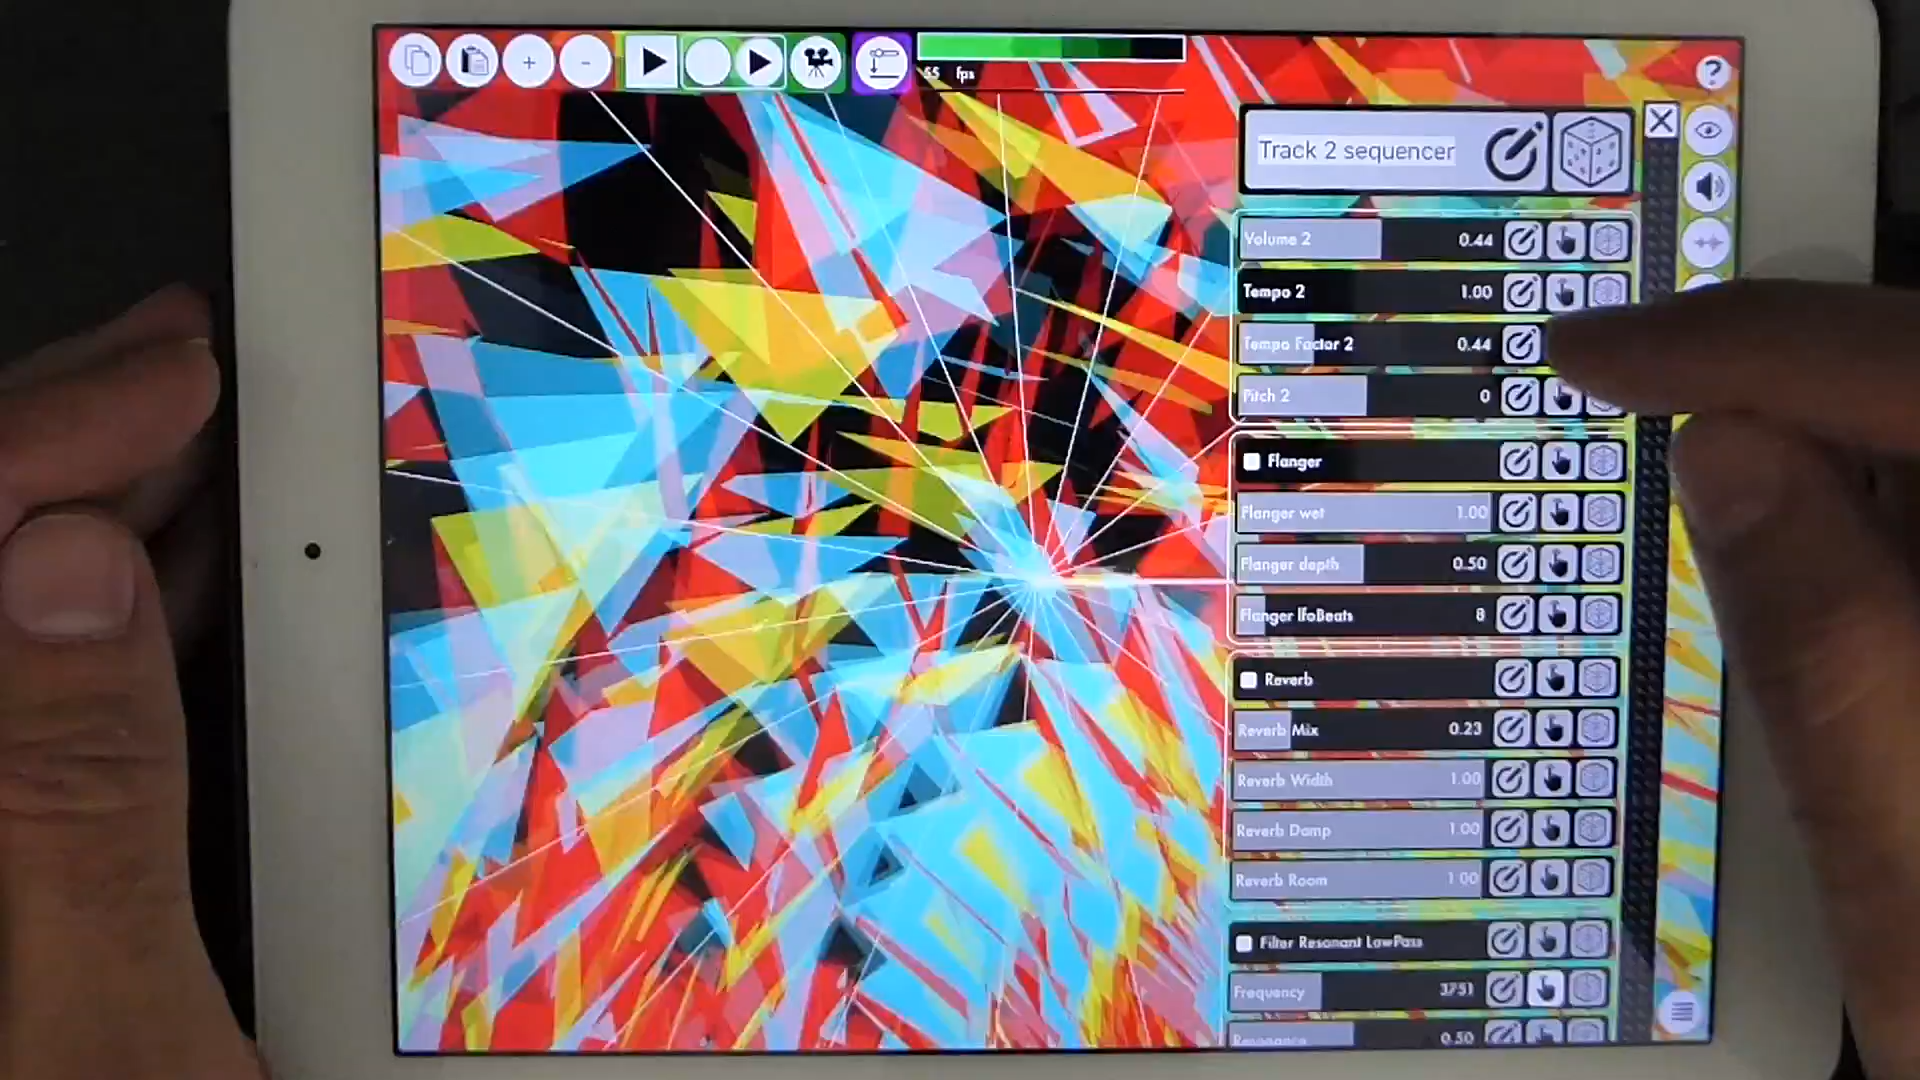 +
-
55 fps
?
Track 2 sequencer
Volume 2 0.44
Tempo 2 1.00
Tempo Factor 2 0.44
Pitch 2 0
Flanger
Flanger wet 1.00
Flanger depth 0.50
Flanger lfoBeats 8
Reverb
Reverb Mix 0.23
Reverb Width 1.00
Reverb Damp 1.00
Reverb Room 1.00
Filter Resonant LowPass
Frequency 3751
Resonance 0.50